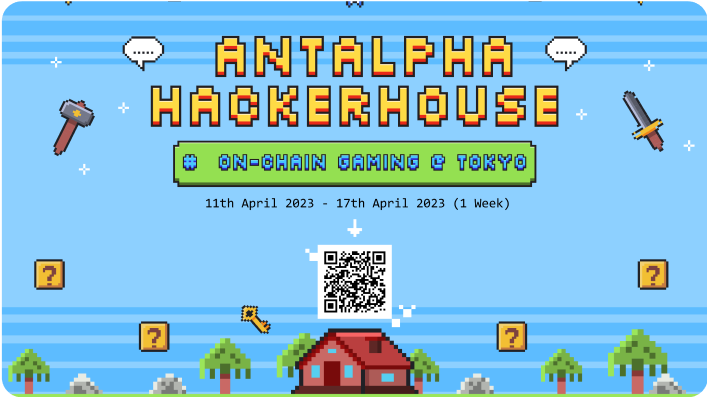 .....
.....
ANTALPHA
HACKERHOUSE
# ON-CHAIN GAMING @ TOKYO
11th April 2023 - 17th April 2023 (1 Week)
?
?
?
?